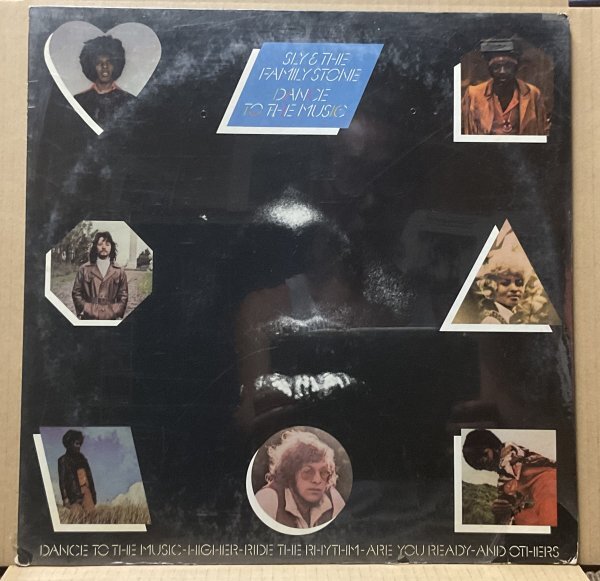 SLY & THE
FAMILY STONE
DANCE
TO THE MUSIC
DANCE TO THE MUSIC-HIGHER-RIDE THE RHYTHM-ARE YOU READY-AND OTHERS